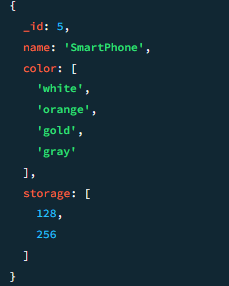 {
  _id: 5,
  name: 'SmartPhone',
  color: [
    'white',
    'orange',
    'gold',
    'gray'
  ],
  storage: [
    128,
    256
  ]
}